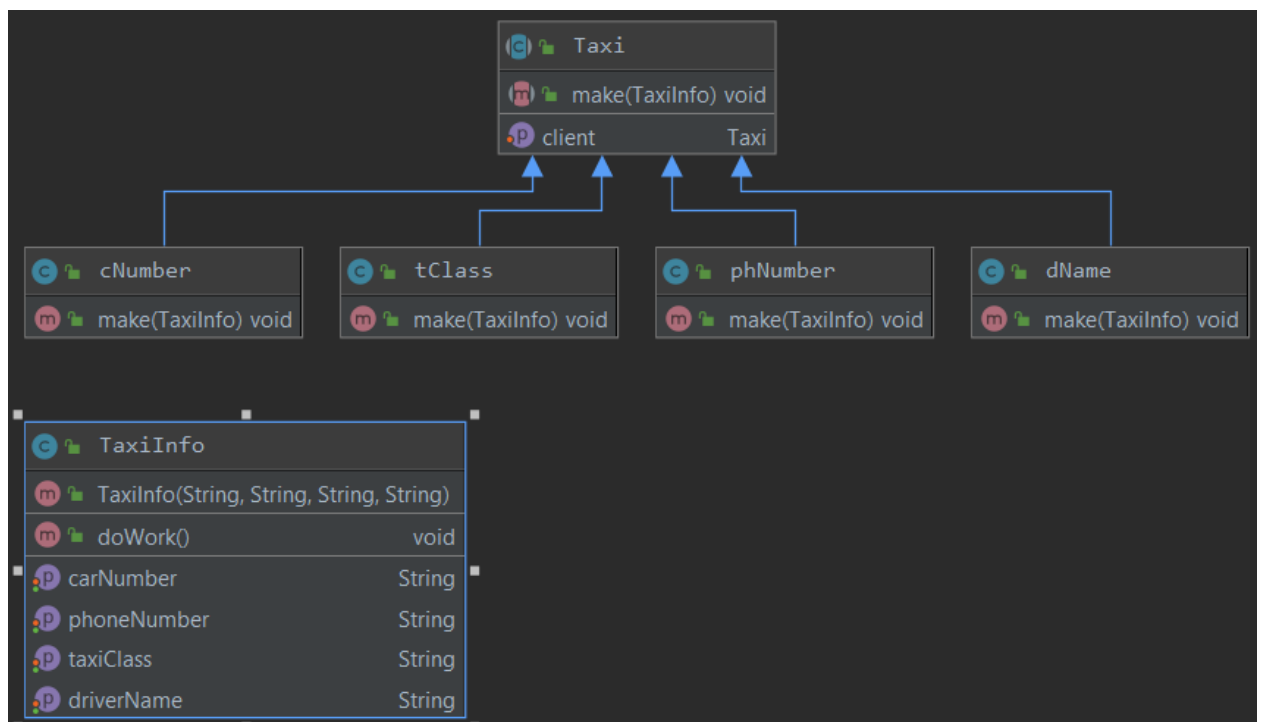 Taxi
make(TaxiInfo) void
client Taxi
cNumber
make(TaxiInfo) void
tClass
make(TaxiInfo) void
phNumber
make(TaxiInfo) void
dName
make(TaxiInfo) void
TaxiInfo
TaxiInfo(String, String, String, String)
doWork() void
carNumber String
phoneNumber String
taxiClass String
driverName String